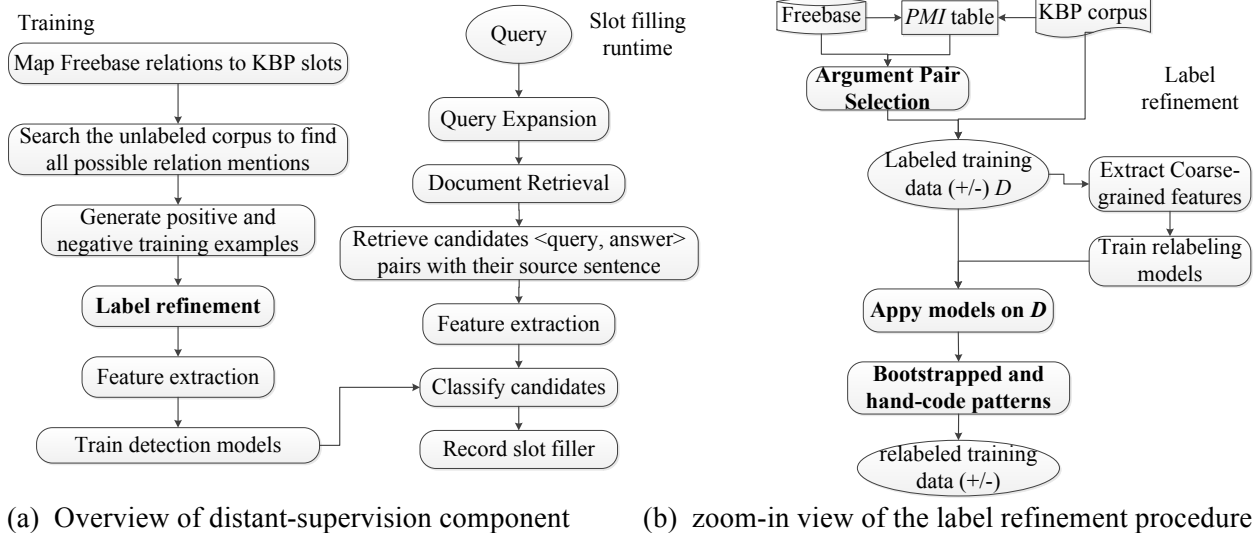 Training
Map Freebase relations to KBP slots
Search the unlabeled corpus to find
all possible relation mentions
Generate positive and
negative training examples
Label refinement
Feature extraction
Train detection models
Slot filling
runtime
Query
Query Expansion
Document Retrieval
Retrieve candidates <query, answer>
pairs with their source sentence
Feature extraction
Classify candidates
Record slot filler
(a) Overview of distant-supervision component
Freebase
PMI table
KBP corpus
Argument Pair
Selection
Label
refinement
Labeled training
data (+/-) D
Extract Coarse-
grained features
Train relabeling
models
Appy models on D
Bootstrapped and
hand-code patterns
relabeled training
data (+/-)
(b) zoom-in view of the label refinement procedure